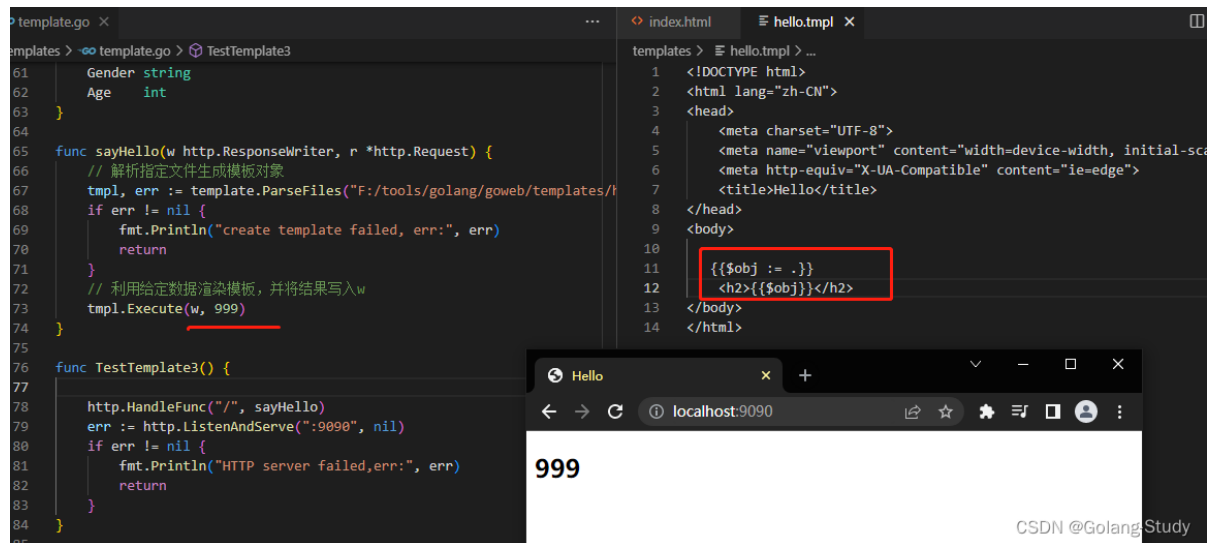 template.go
templates > template.go > TestTemplate3
61 Gender string
62 Age int
63 }
64
65 func sayHello(w http.ResponseWriter, r *http.Request) {
66 // 解析指定文件生成模板对象
67 tmpl, err := template.ParseFiles("F:/tools/golang/goweb/templates/h
68 if err != nil {
69 fmt.Println("create template failed, err:", err)
70 return
71 }
72 // 利用给定数据渲染模板，并将结果写入w
73 tmpl.Execute(w, 999)
74 }
75
76 func TestTemplate3() {
77
78 http.HandleFunc("/", sayHello)
79 err := http.ListenAndServe(":9090", nil)
80 if err != nil {
81 fmt.Println("HTTP server failed,err:", err)
82 return
83 }
84 }
index.html hello.tmpl
templates > hello.tmpl > ...
1 <!DOCTYPE html>
2 <html lang="zh-CN">
3 <head>
4 <meta charset="UTF-8">
5 <meta name="viewport" content="width=device-width, initial-sca
6 <meta http-equiv="X-UA-Compatible" content="ie=edge">
7 <title>Hello</title>
8 </head>
9 <body>
10
11 {{$obj := .}}
12 <h2>{{$obj}}</h2>
13 </body>
14 </html>
Hello
localhost:9090
999
CSDN @Golang-Study